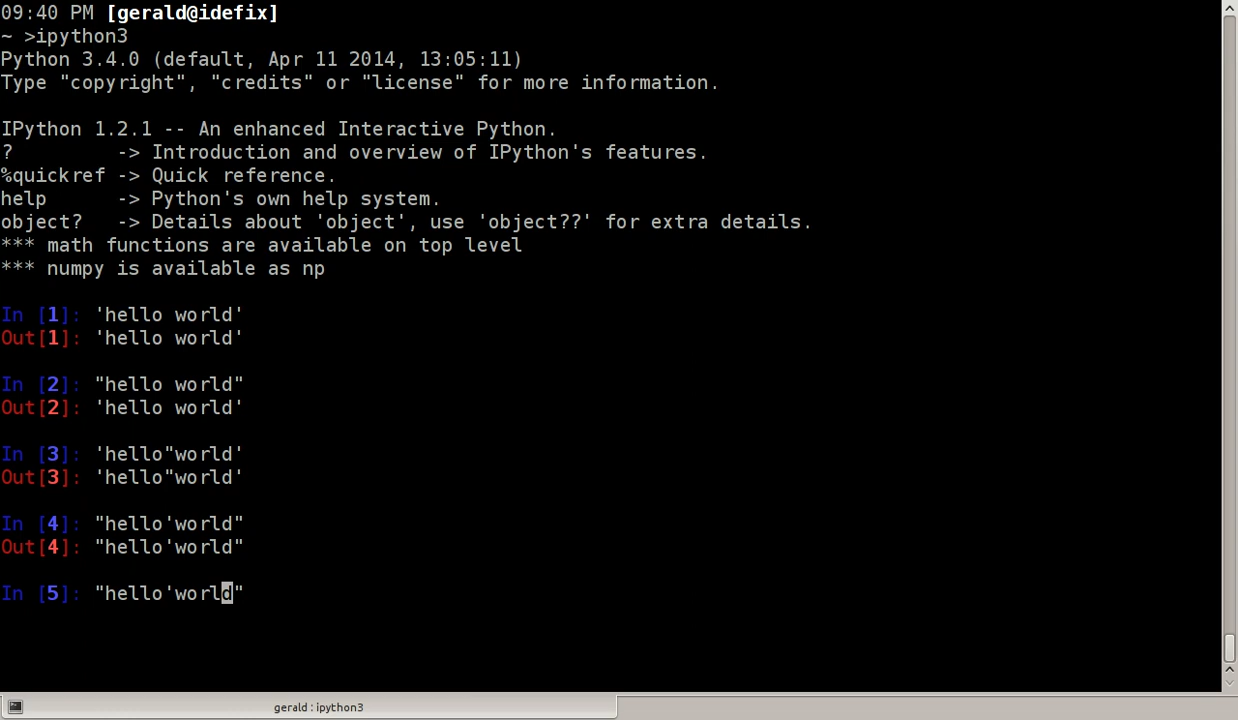 09:40 PM [gerald@idefix]
~ >ipython3
Python 3.4.0 (default, Apr 11 2014, 13:05:11)
Type "copyright", "credits" or "license" for more information.

IPython 1.2.1 -- An enhanced Interactive Python.
?         -> Introduction and overview of IPython's features.
%quickref -> Quick reference.
help      -> Python's own help system.
object?   -> Details about 'object', use 'object??' for extra details.
*** math functions are available on top level
*** numpy is available as np

In [1]: 'hello world'
Out[1]: 'hello world'

In [2]: "hello world"
Out[2]: 'hello world'

In [3]: 'hello"world'
Out[3]: 'hello"world'

In [4]: "hello'world"
Out[4]: "hello'world"

In [5]: "hello'world"
gerald : ipython3